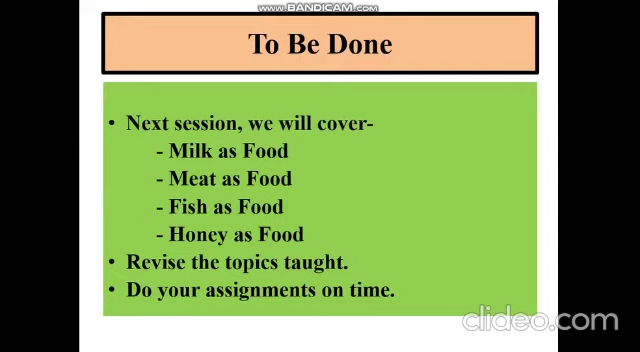 WWW.BANDICAM.COM
To Be Done
• Next session, we will cover-
- Milk as Food
- Meat as Food
- Fish as Food
- Honey as Food
• Revise the topics taught.
• Do your assignments on time.
clideo.com